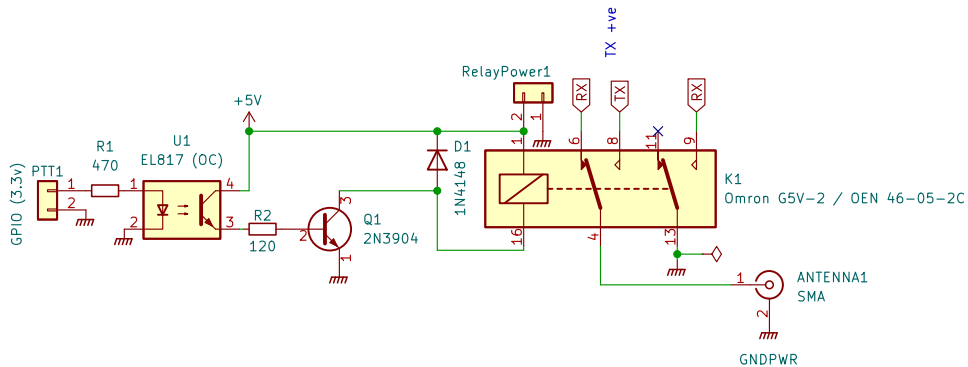 TX +ve
RelayPower1
RX
TX
RX
+5V
2
1
6
8
11
9
1
U1
EL817 (OC)
D1
1N4148
R1
470
PTT1
GPIO (3.3v)
1
2
1
2
4
3
R2
120
2
3
1
Q1
2N3904
K1
Omron G5V-2 / OEN 46-05-2C
16
4
13
1
2
ANTENNA1
SMA
GNDPWR